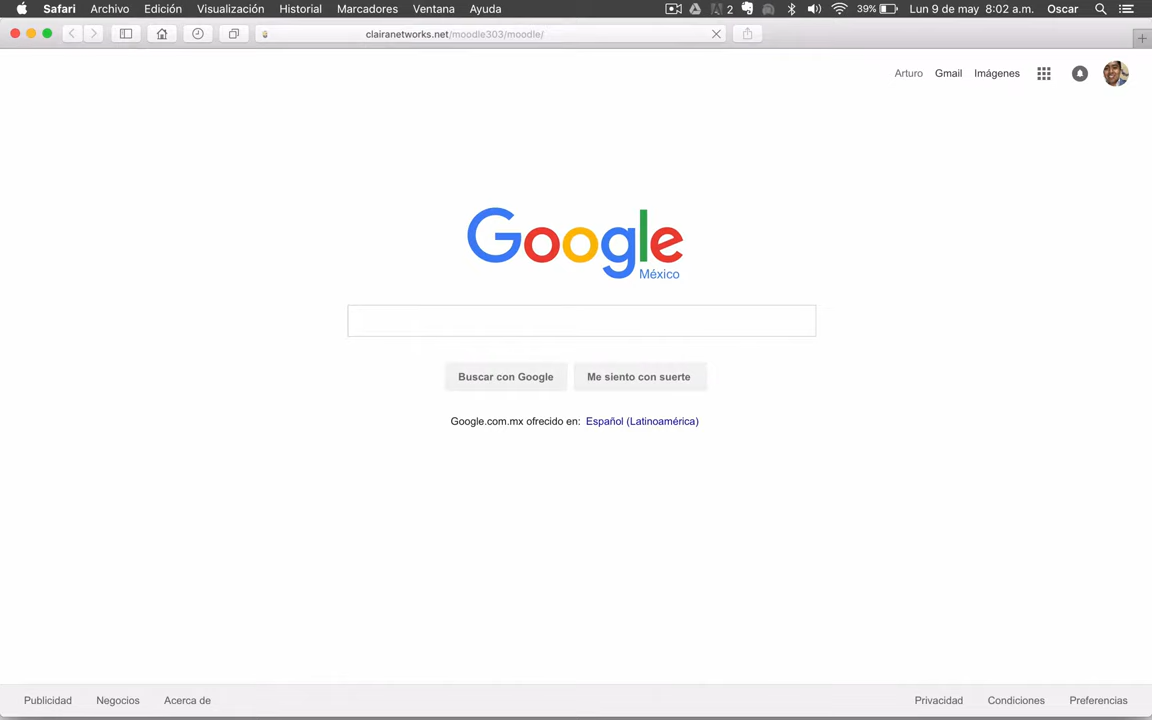 Safari Archivo Edición Visualización Historial Marcadores Ventana Ayuda 2 39% Lun 9 de may 8:02 a.m. Oscar
clairanetworks.net/moodle303/moodle/
Arturo Gmail Imágenes
Google
México
Buscar con Google Me siento con suerte
Google.com.mx ofrecido en: Español (Latinoamérica)
Publicidad Negocios Acerca de Privacidad Condiciones Preferencias